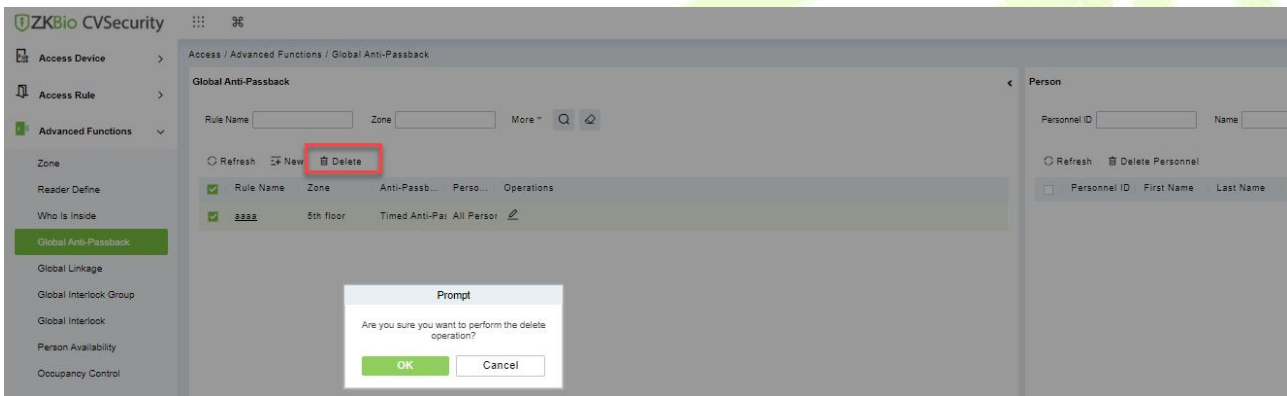 ZKBio CVSecurity
Access Device
Access Rule
Advanced Functions
Zone
Reader Define
Who Is Inside
Global Anti-Passback
Global Linkage
Global Interlock Group
Global Interlock
Person Availability
Occupancy Control
Access / Advanced Functions / Global Anti-Passback
Global Anti-Passback
Rule Name Zone More
Refresh New Delete
Rule Name Zone Anti-Passb... Perso... Operations
aaaa 5th floor Timed Anti-Pa: All Person
Prompt
Are you sure you want to perform the delete
operation?
OK Cancel
Person
Personnel ID Name
Refresh Delete Personnel
Personnel ID First Name Last Name